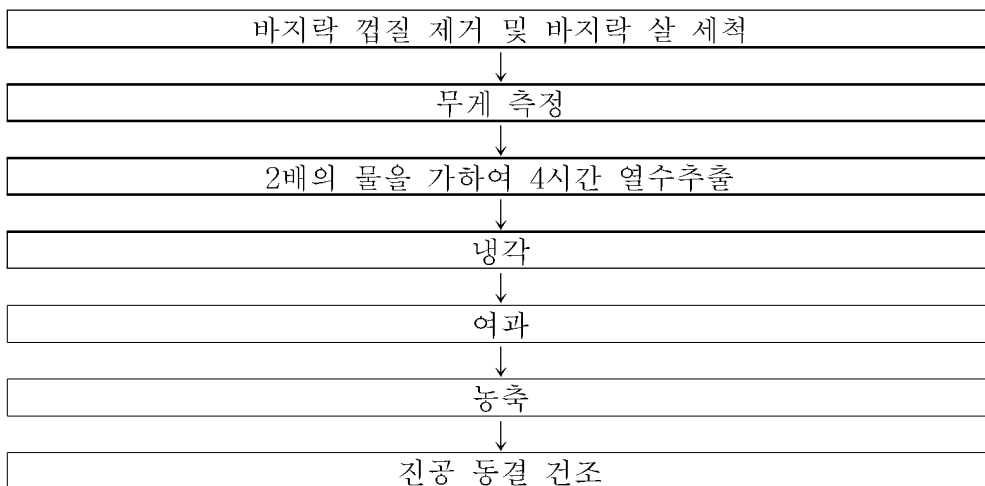 바지락 껍질 제거 및 바지락 살 세척
무게 측정
2배의 물을 가하여 4시간 열수추출
냉각
여과
농축
진공 동결 건조